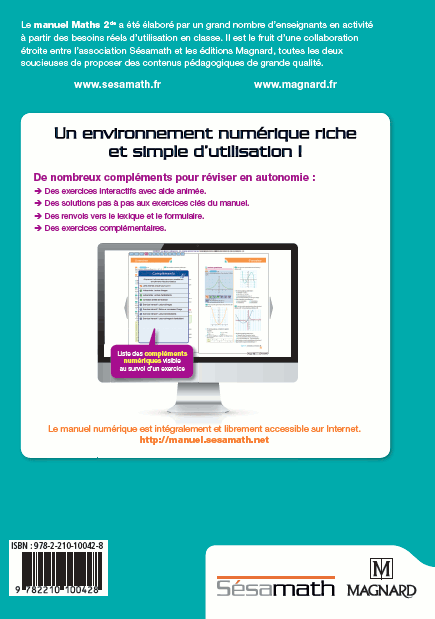 Le manuel Maths 2de a été élaboré par un grand nombre d'enseignants en activité
à partir des besoins réels d'utilisation en classe. Il est le fruit d'une collaboration
étroite entre l'association Sésamath et les éditions Magnard, toutes les deux
soucieuses de proposer des contenus pédagogiques de grande qualité.
www.sesamath.fr www.magnard.fr
Un environnement numérique riche
et simple d'utilisation !
De nombreux compléments pour réviser en autonomie :
➔ Des exercices interactifs avec aide animée.
➔ Des solutions pas à pas aux exercices clés du manuel.
➔ Des renvois vers le lexique et le formulaire.
➔ Des exercices complémentaires.
Compléments
Liste des compléments
numériques visible
au survol d'un exercice
Le manuel numérique est intégralement et librement accessible sur Internet.
http://manuel.sesamath.net
ISBN : 978-2-210-10042-8
9 782210 100428
Sésamath
M
MAGNARD